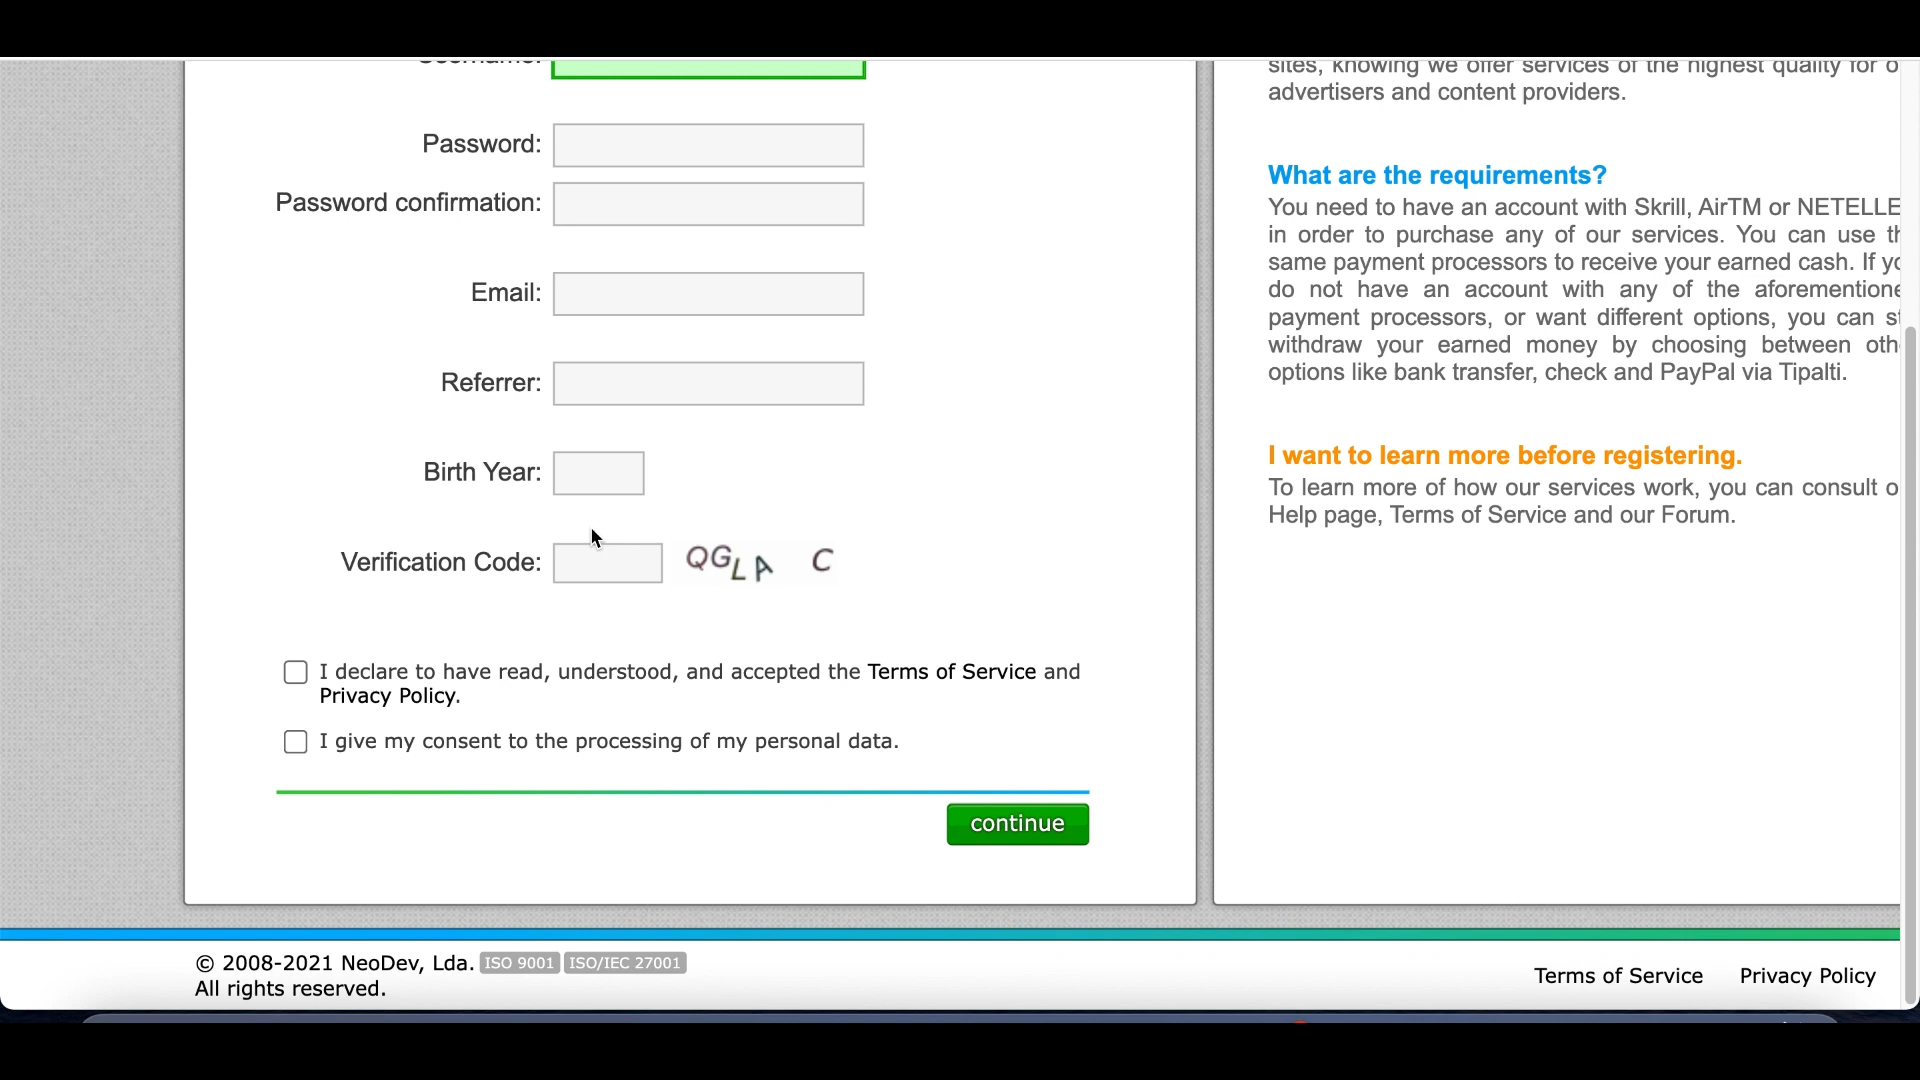 sites, knowing we offer services of the highest quality for o
advertisers and content providers.
Password:
Password confirmation:
Email:
Referrer:
Birth Year:
Verification Code:
QGLA C
I declare to have read, understood, and accepted the Terms of Service and
Privacy Policy.
I give my consent to the processing of my personal data.
continue
What are the requirements?
You need to have an account with Skrill, AirTM or NETELLE
in order to purchase any of our services. You can use th
same payment processors to receive your earned cash. If yo
do not have an account with any of the aforementione
payment processors, or want different options, you can st
withdraw your earned money by choosing between oth
options like bank transfer, check and PayPal via Tipalti.
I want to learn more before registering.
To learn more of how our services work, you can consult o
Help page, Terms of Service and our Forum.
© 2008-2021 NeoDev, Lda. ISO 9001 ISO/IEC 27001
All rights reserved.
Terms of Service Privacy Policy